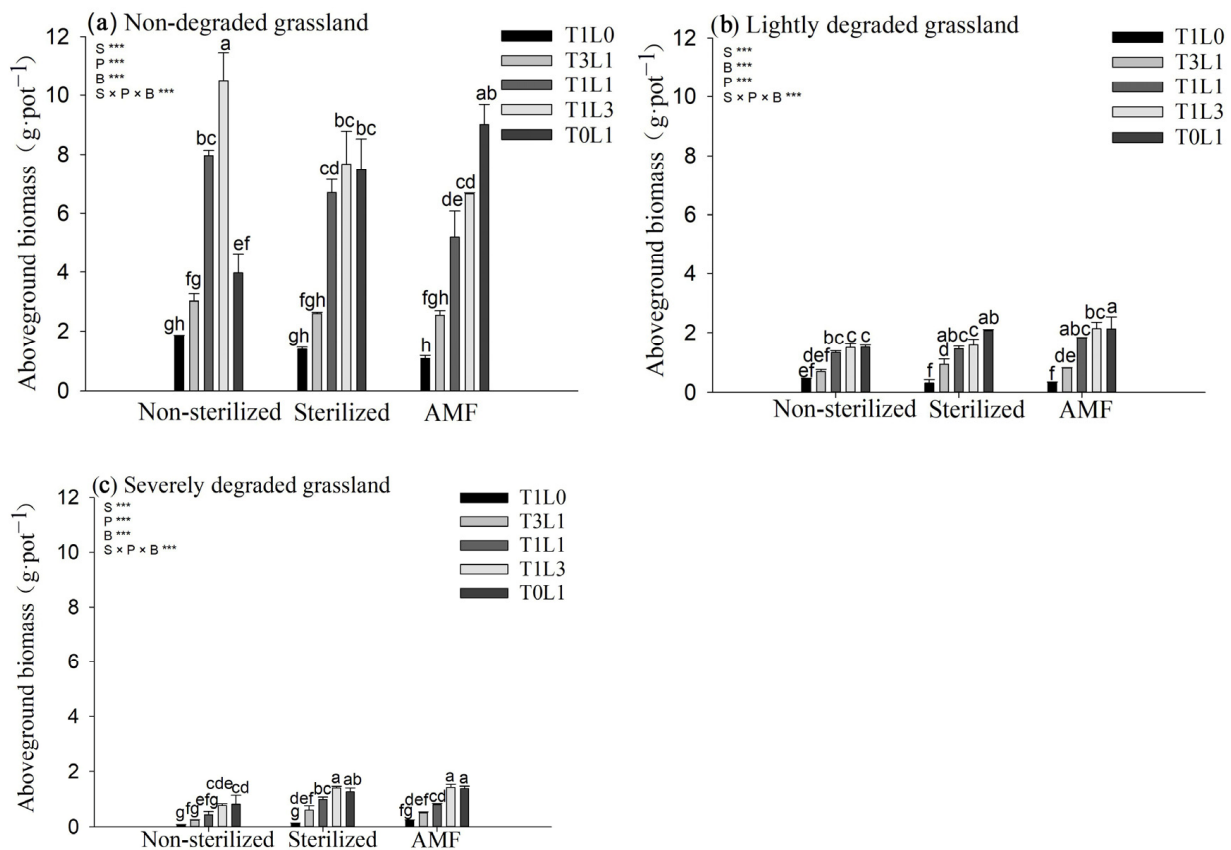 (a) Non-degraded grassland
Aboveground biomass (g·pot⁻¹)
12
10
8
6
4
2
0
S ***
P ***
B ***
S × P × B ***
T1L0
T3L1
T1L1
T1L3
T0L1
gh fg bc a ef
gh fgh cd bc bc
h fgh de cd ab
Non-sterilized Sterilized AMF
(b) Lightly degraded grassland
Aboveground biomass (g·pot⁻¹)
12
10
8
6
4
2
0
S ***
B ***
P ***
S × P × B ***
T1L0
T3L1
T1L1
T1L3
T0L1
ef def bc c c
f d abc c ab
f de abc bc a
Non-sterilized Sterilized AMF
(c) Severely degraded grassland
Aboveground biomass (g·pot⁻¹)
12
10
8
6
4
2
0
S ***
P ***
B ***
S × P × B ***
T1L0
T3L1
T1L1
T1L3
T0L1
g fg efg cde cd
g def bc a ab
fg def cd a a
Non-sterilized Sterilized AMF